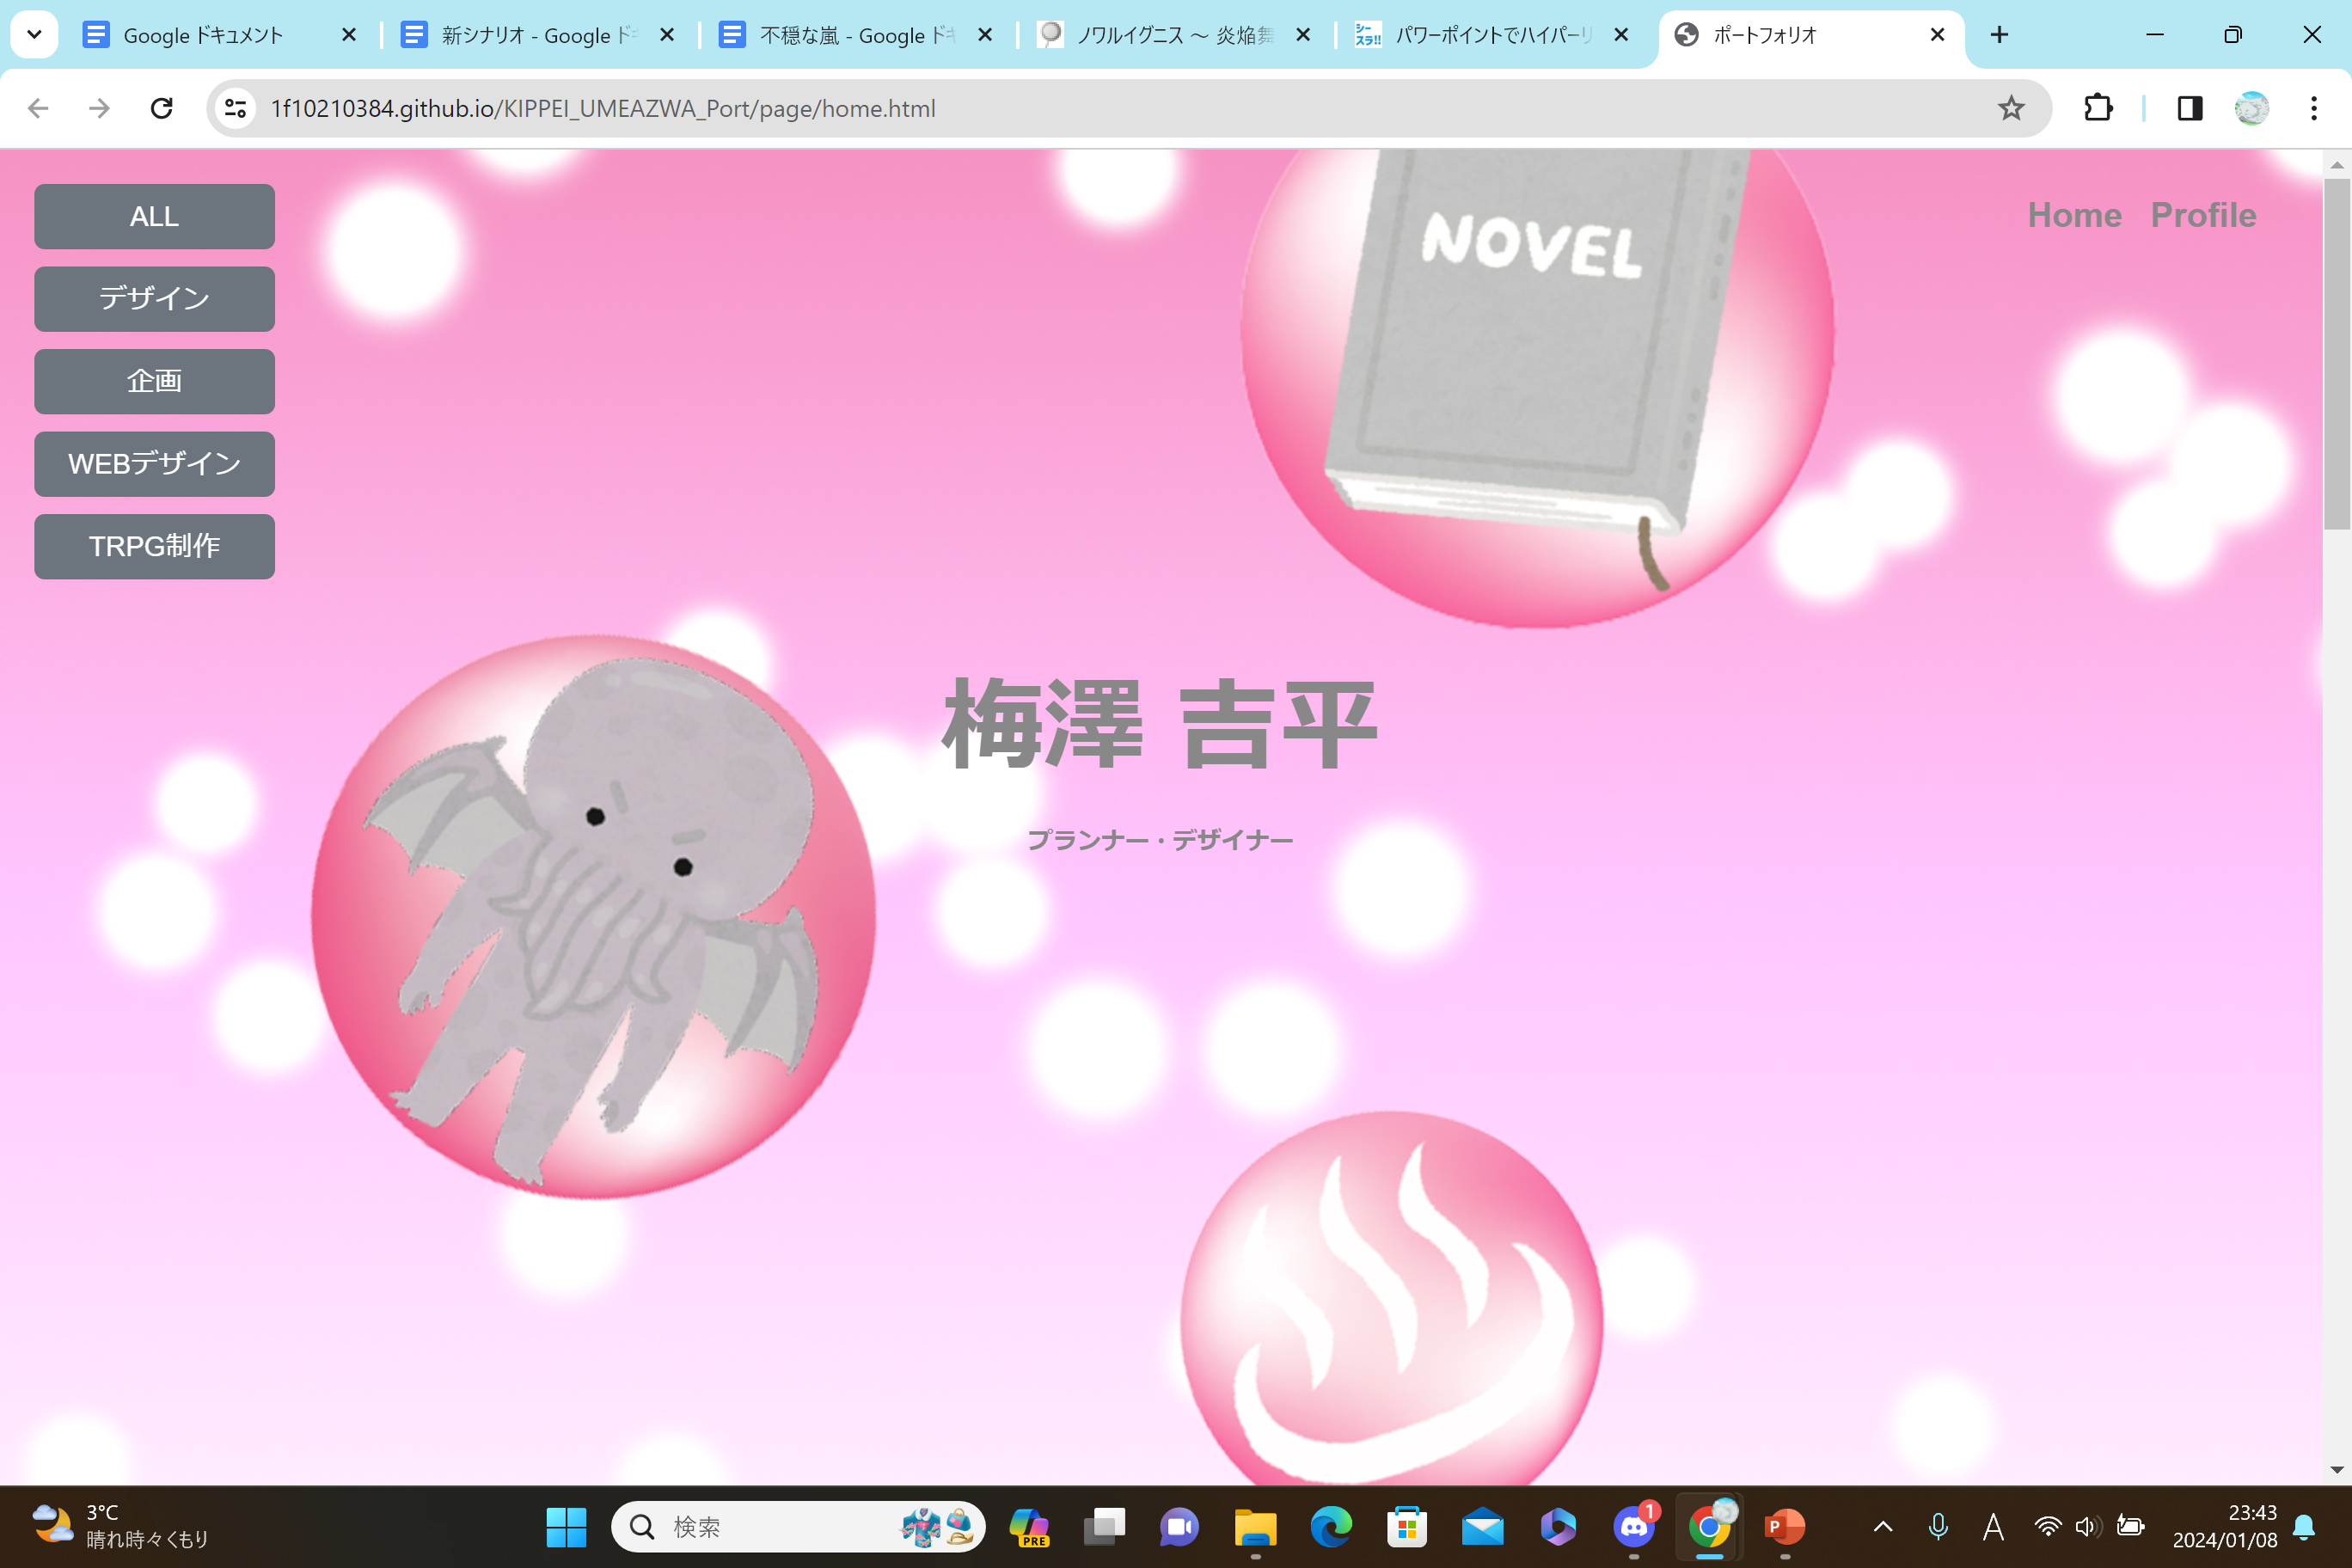 Google ドキュメント
新シナリオ - Google ド
不穏な嵐 - Google ドキ
ノワルイグニス ～ 炎焔舞
シースラ!!
パワーポイントでハイパーリ
ポートフォリオ
1f10210384.github.io/KIPPEI_UMEAZWA_Port/page/home.html
ALL
デザイン
企画
WEBデザイン
TRPG制作
Home Profile
NOVEL
梅澤 吉平
プランナー・デザイナー
3°C
晴れ時々くもり
検索
PRE
1
P
A
23:43
2024/01/08